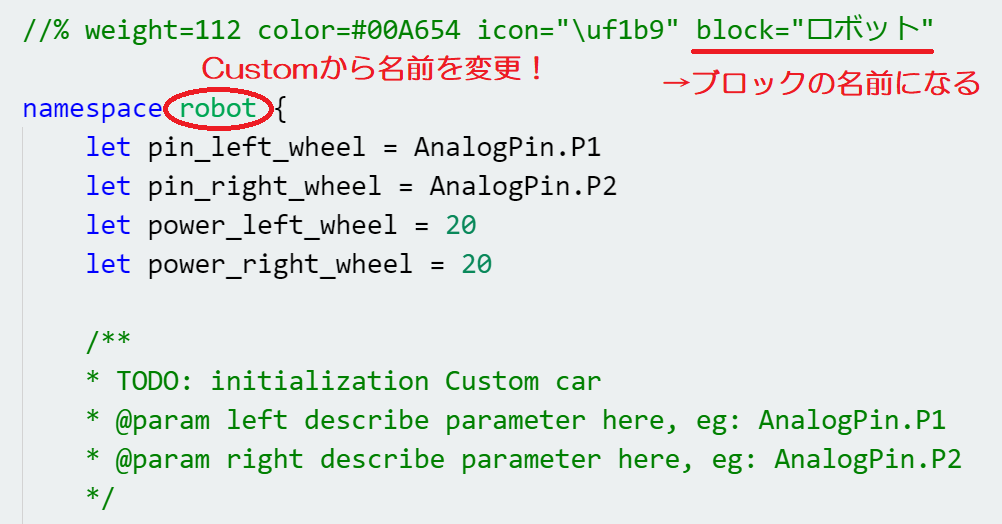 //% weight=112 color=#00A654 icon="\uf1b9" block="ロボット"
Customから名前を変更！
→ブロックの名前になる
namespace robot {
let pin_left_wheel = AnalogPin.P1
let pin_right_wheel = AnalogPin.P2
let power_left_wheel = 20
let power_right_wheel = 20
/**
* TODO: initialization Custom car
* @param left describe parameter here, eg: AnalogPin.P1
* @param right describe parameter here, eg: AnalogPin.P2
*/